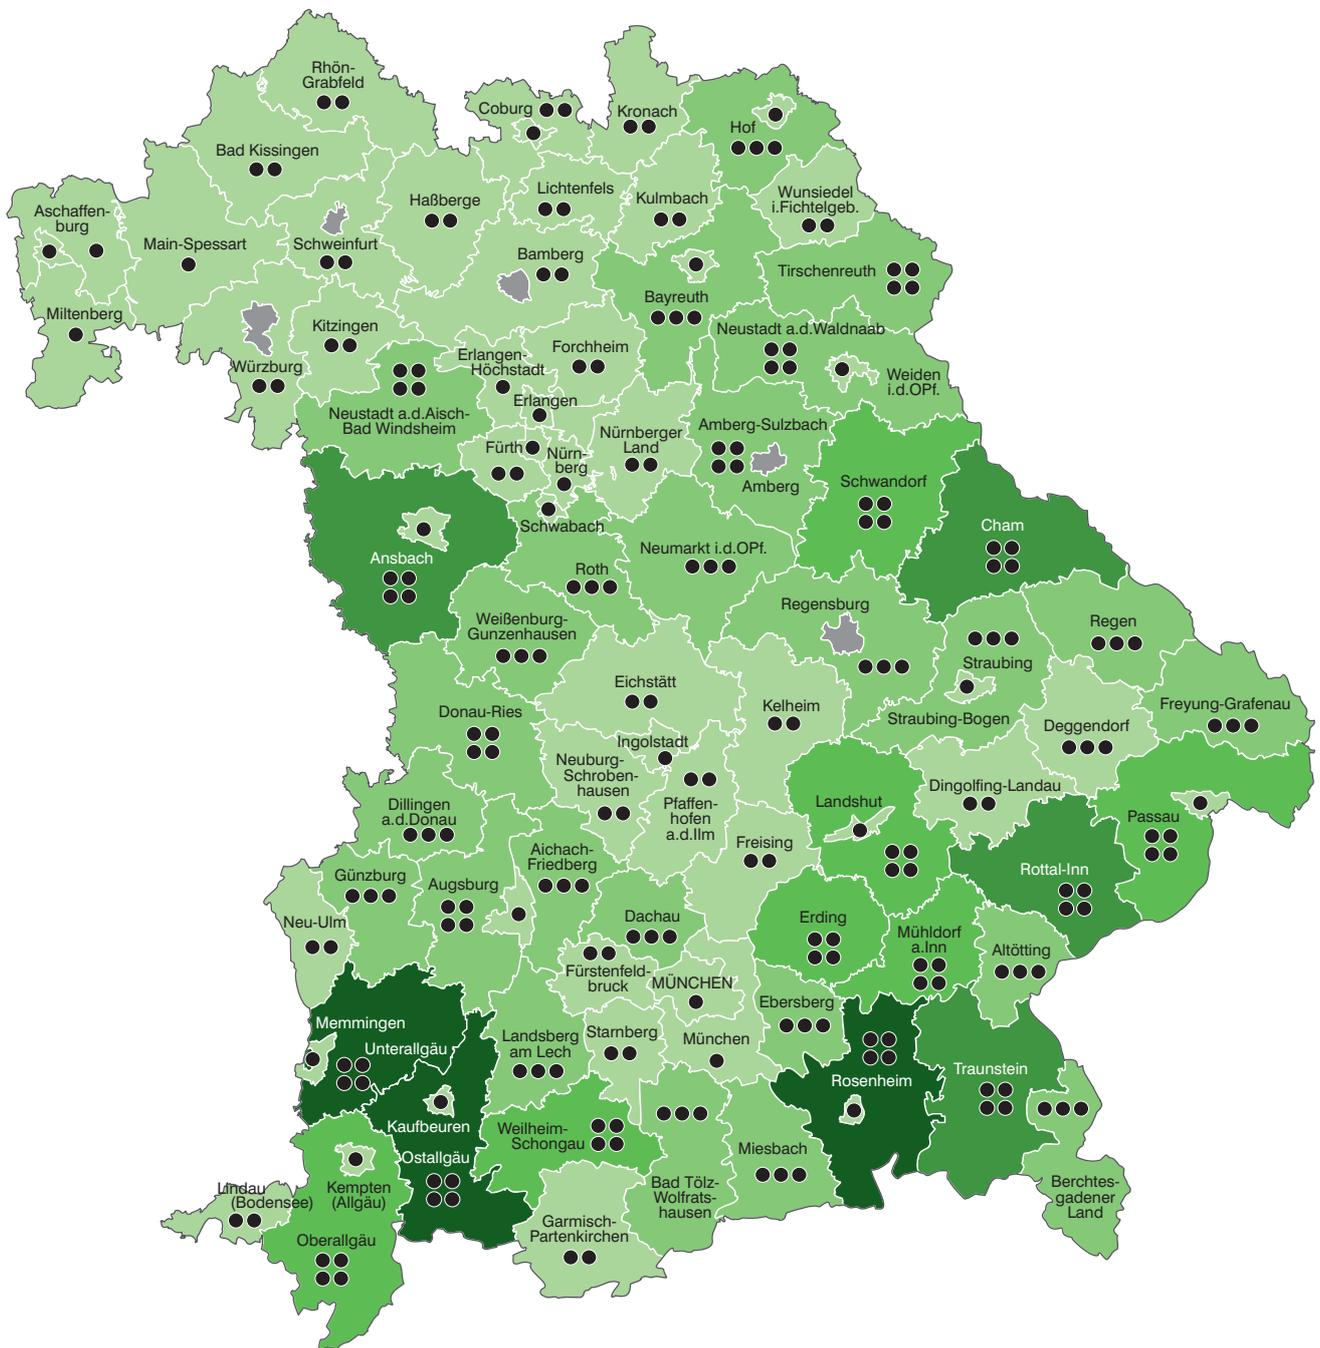 Rhön-
Grabfeld
Coburg
Kronach
Hof
Bad Kissingen
Aschaffen-
burg
Main-Spessart
Schweinfurt
Haßberge
Lichtenfels
Kulmbach
Wunsiedel
i.Fichtelgeb.
Bamberg
Tirschenreuth
Bayreuth
Miltenberg
Kitzingen
Würzburg
Neustadt a.d.Waldnaab
Erlangen-
Höchstadt
Forchheim
Weiden
i.d.OPf.
Erlangen
Neustadt a.d.Aisch-
Bad Windsheim
Fürth
Nürn-
berg
Nürnberger
Land
Amberg-Sulzbach
Amberg
Schwandorf
Cham
Schwabach
Ansbach
Neumarkt i.d.OPf.
Roth
Regensburg
Weißenburg-
Gunzenhausen
Regen
Straubing
Eichstätt
Kelheim
Donau-Ries
Straubing-Bogen
Deggendorf
Freyung-Grafenau
Ingolstadt
Neuburg-
Schroben-
hausen
Pfaffen-
hofen
a.d.Ilm
Dingolfing-Landau
Landshut
Dillingen
a.d.Donau
Passau
Freising
Aichach-
Friedberg
Rottal-Inn
Günzburg
Augsburg
Neu-Ulm
Dachau
Erding
Mühldorf
a.Inn
Altötting
Fürstenfeld-
bruck
MÜNCHEN
Ebersberg
Memmingen
Unterallgäu
Landsberg
am Lech
Starnberg
München
Rosenheim
Traunstein
Kaufbeuren
Weilheim-
Schongau
Miesbach
Ostallgäu
Lindau
(Bodensee)
Kempten
(Allgäu)
Bad Tölz-
Wolfrats-
hausen
Berchtes-
gadener
Land
Garmisch-
Partenkirchen
Oberallgäu